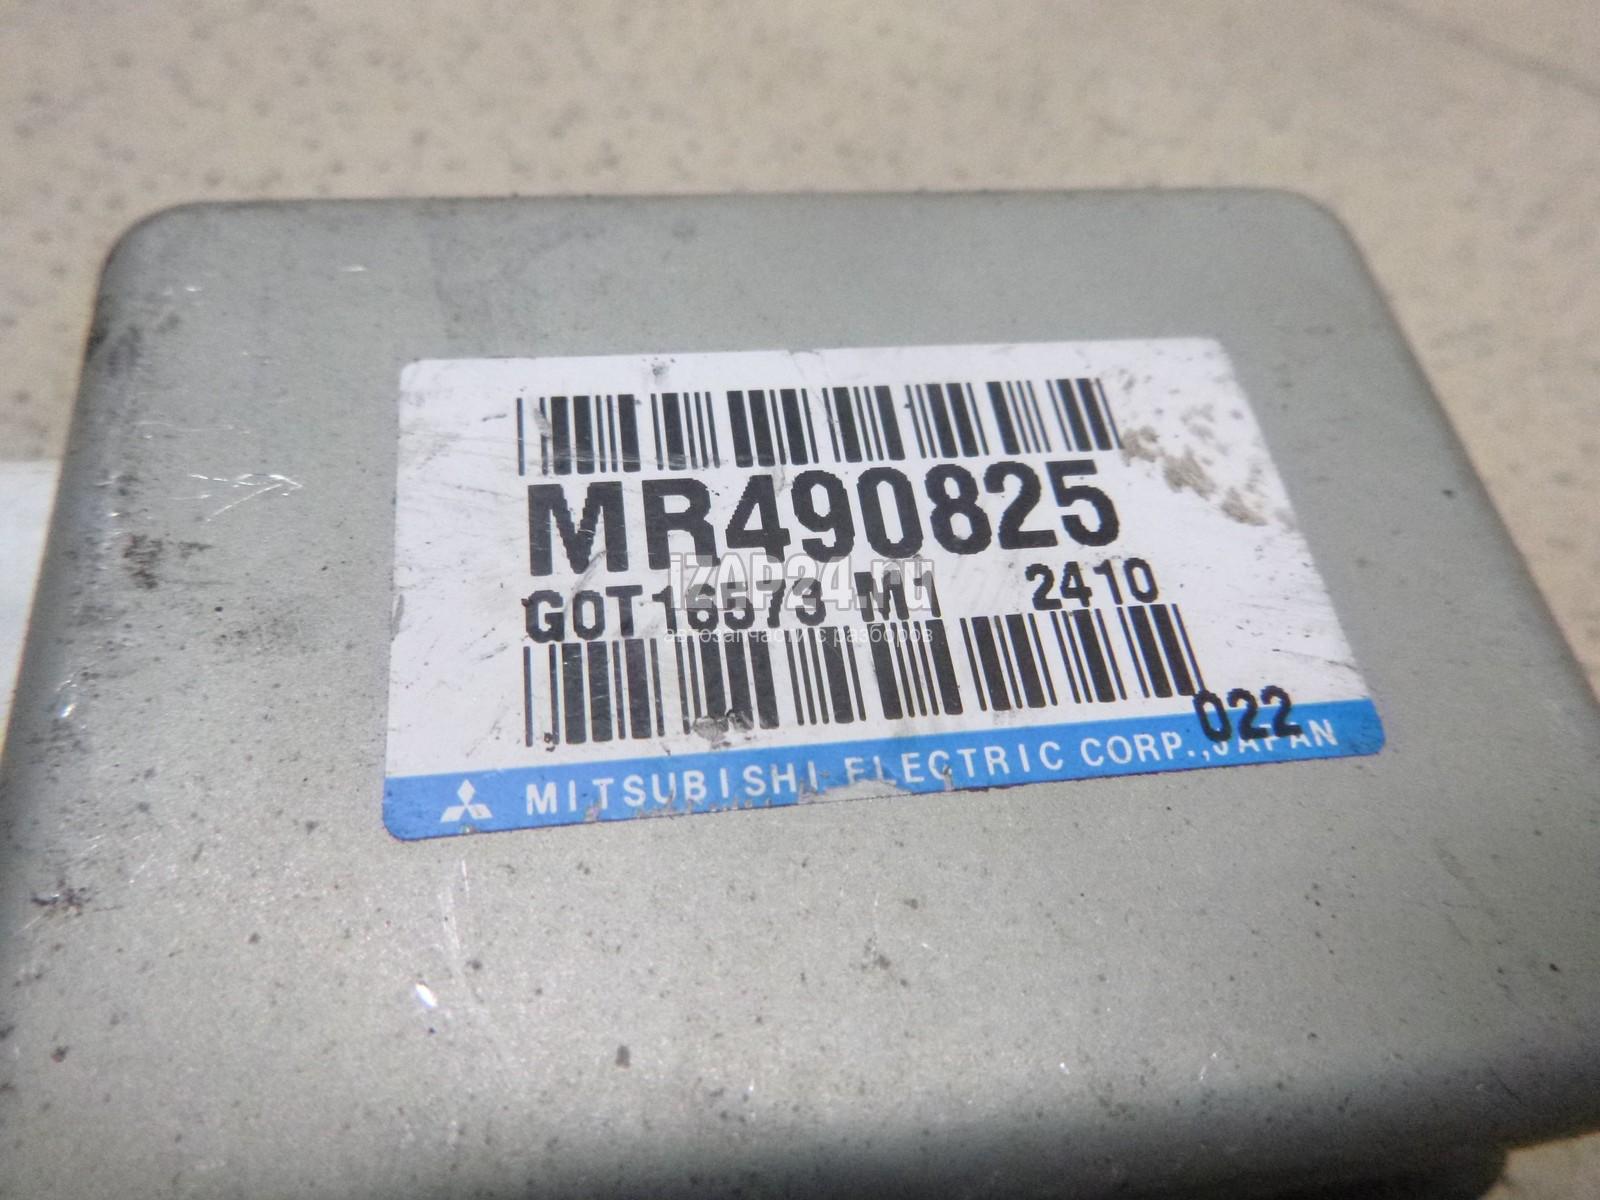 MR490825
G0T16573 M1 2410
022
MITSUBISHI ELECTRIC CORP.,JAPAN
iZAP24.ru
автозапчасти с разборов